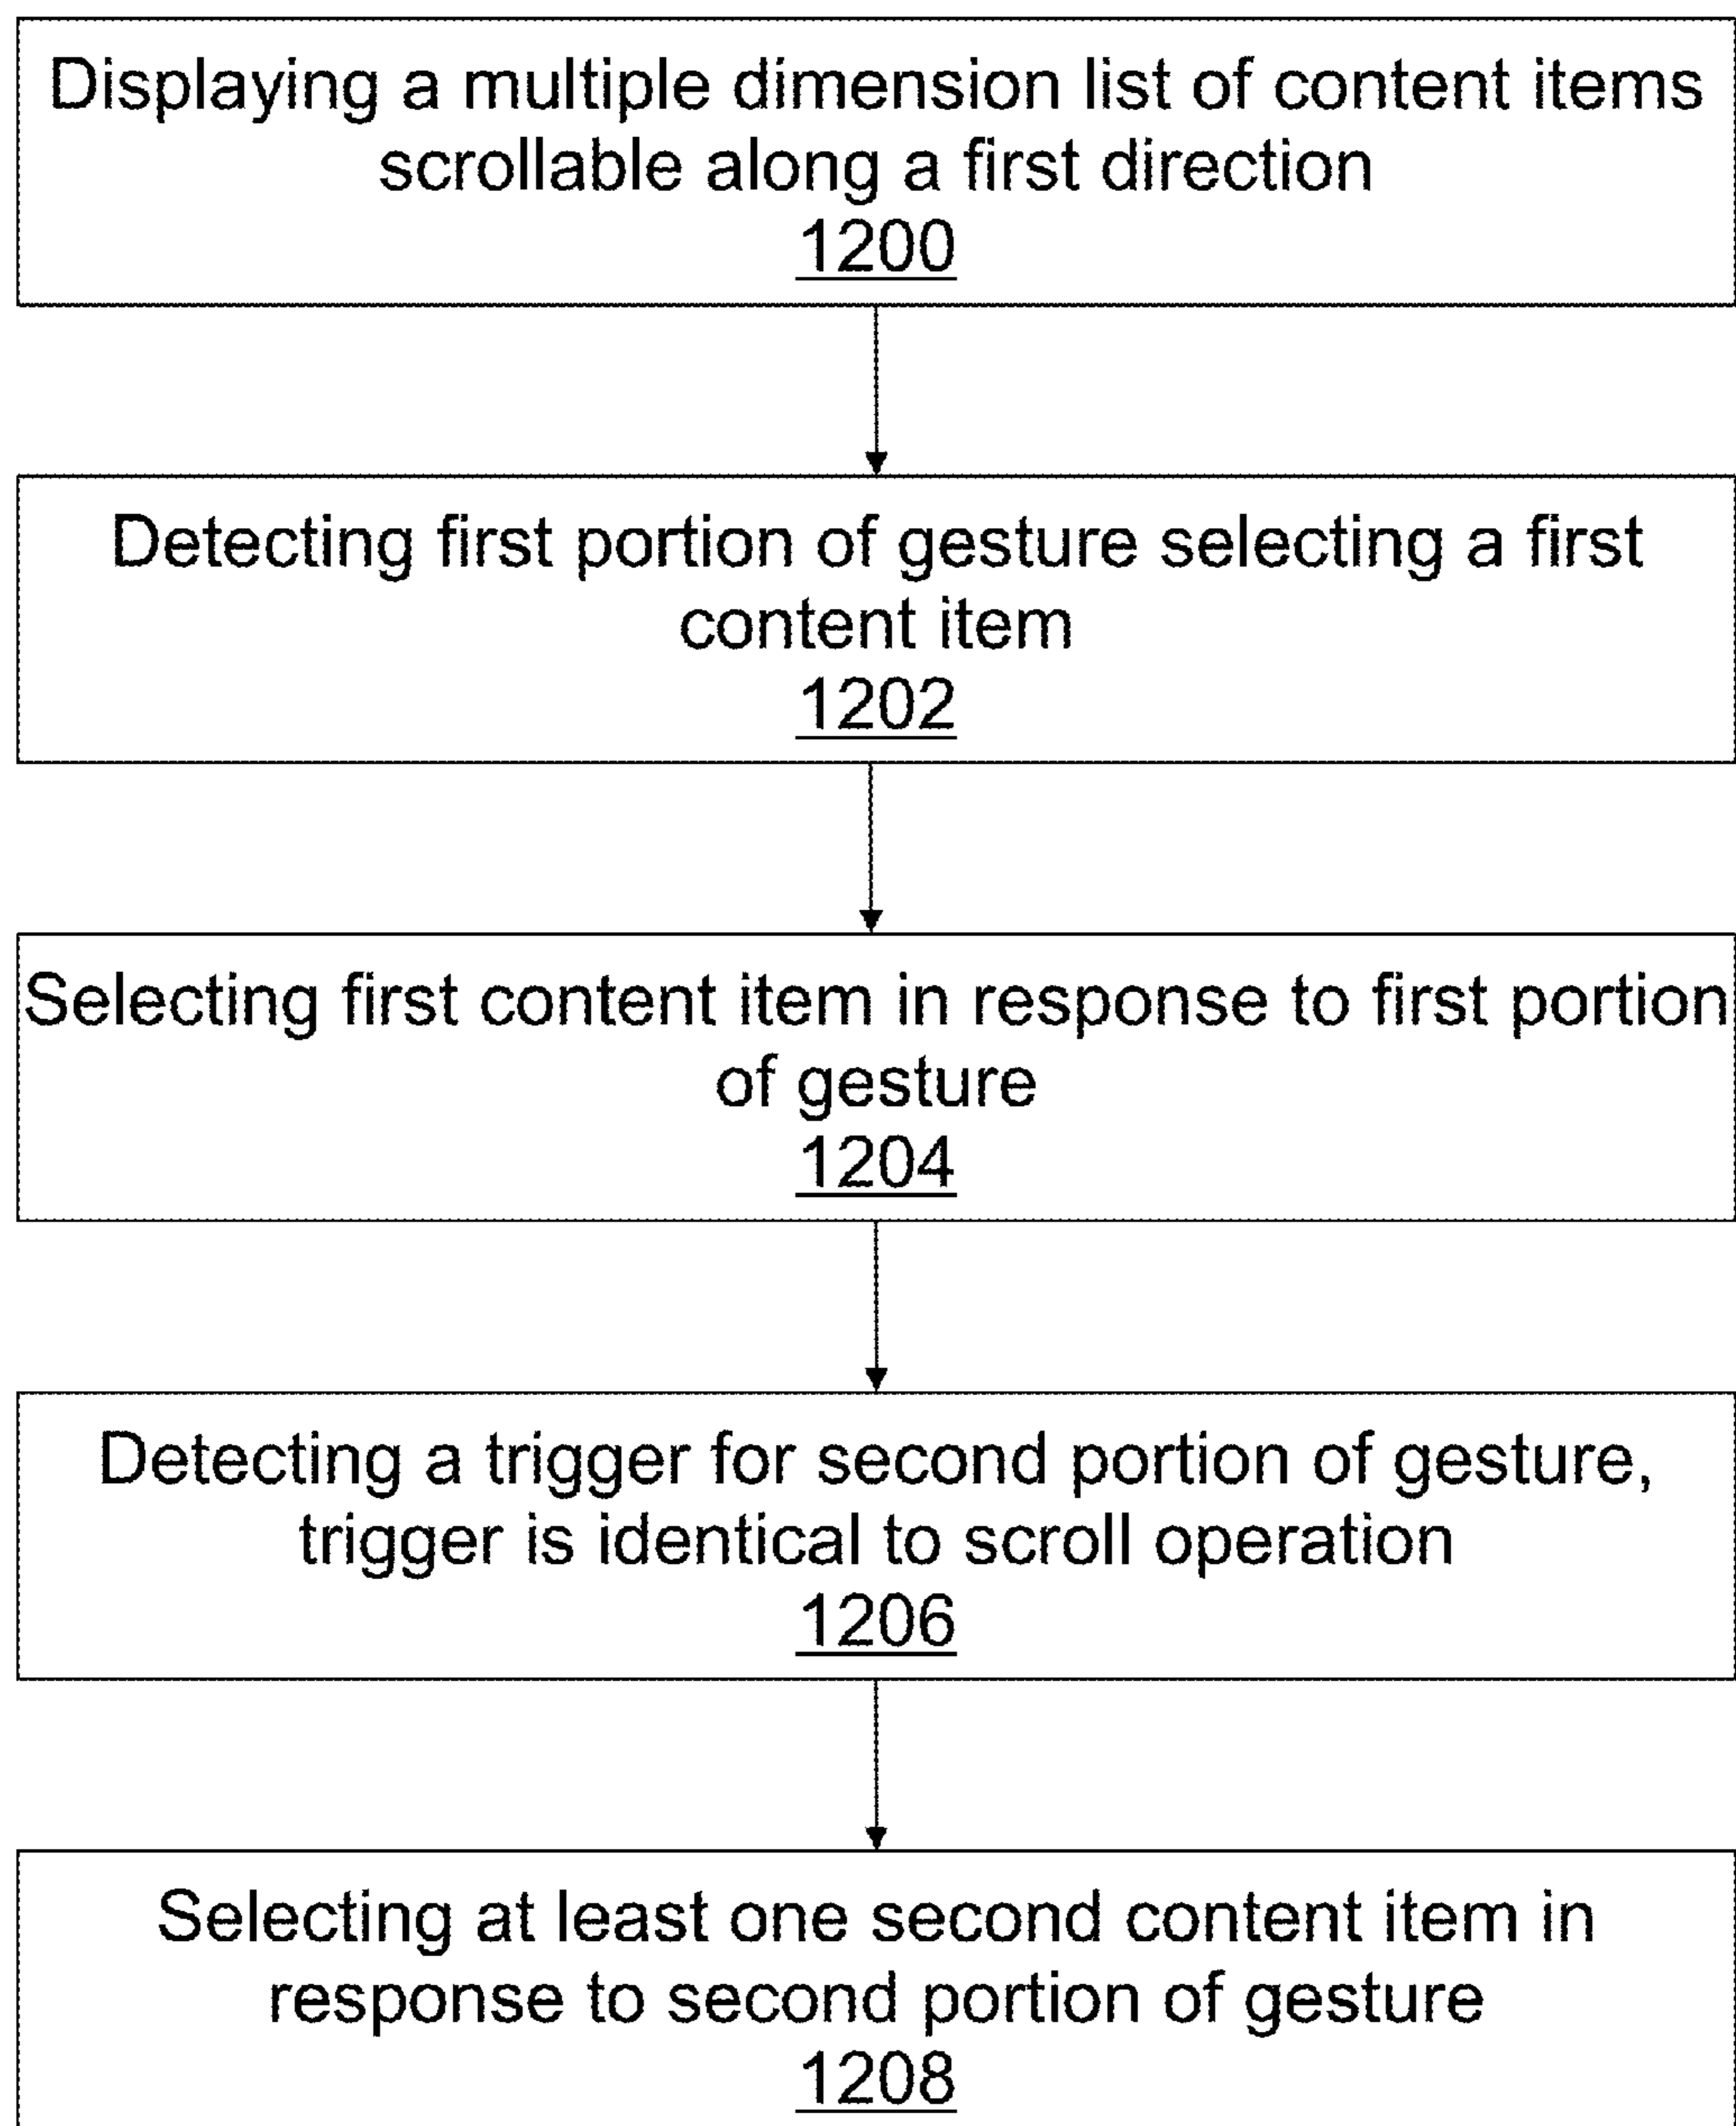 Displaying a multiple dimension list of content items
scrollable along a first direction
1200
Detecting first portion of gesture selecting a first
content item
1202
Selecting first content item in response to first portion
of gesture
1204
Detecting a trigger for second portion of gesture,
trigger is identical to scroll operation
1206
Selecting at least one second content item in
response to second portion of gesture
1208